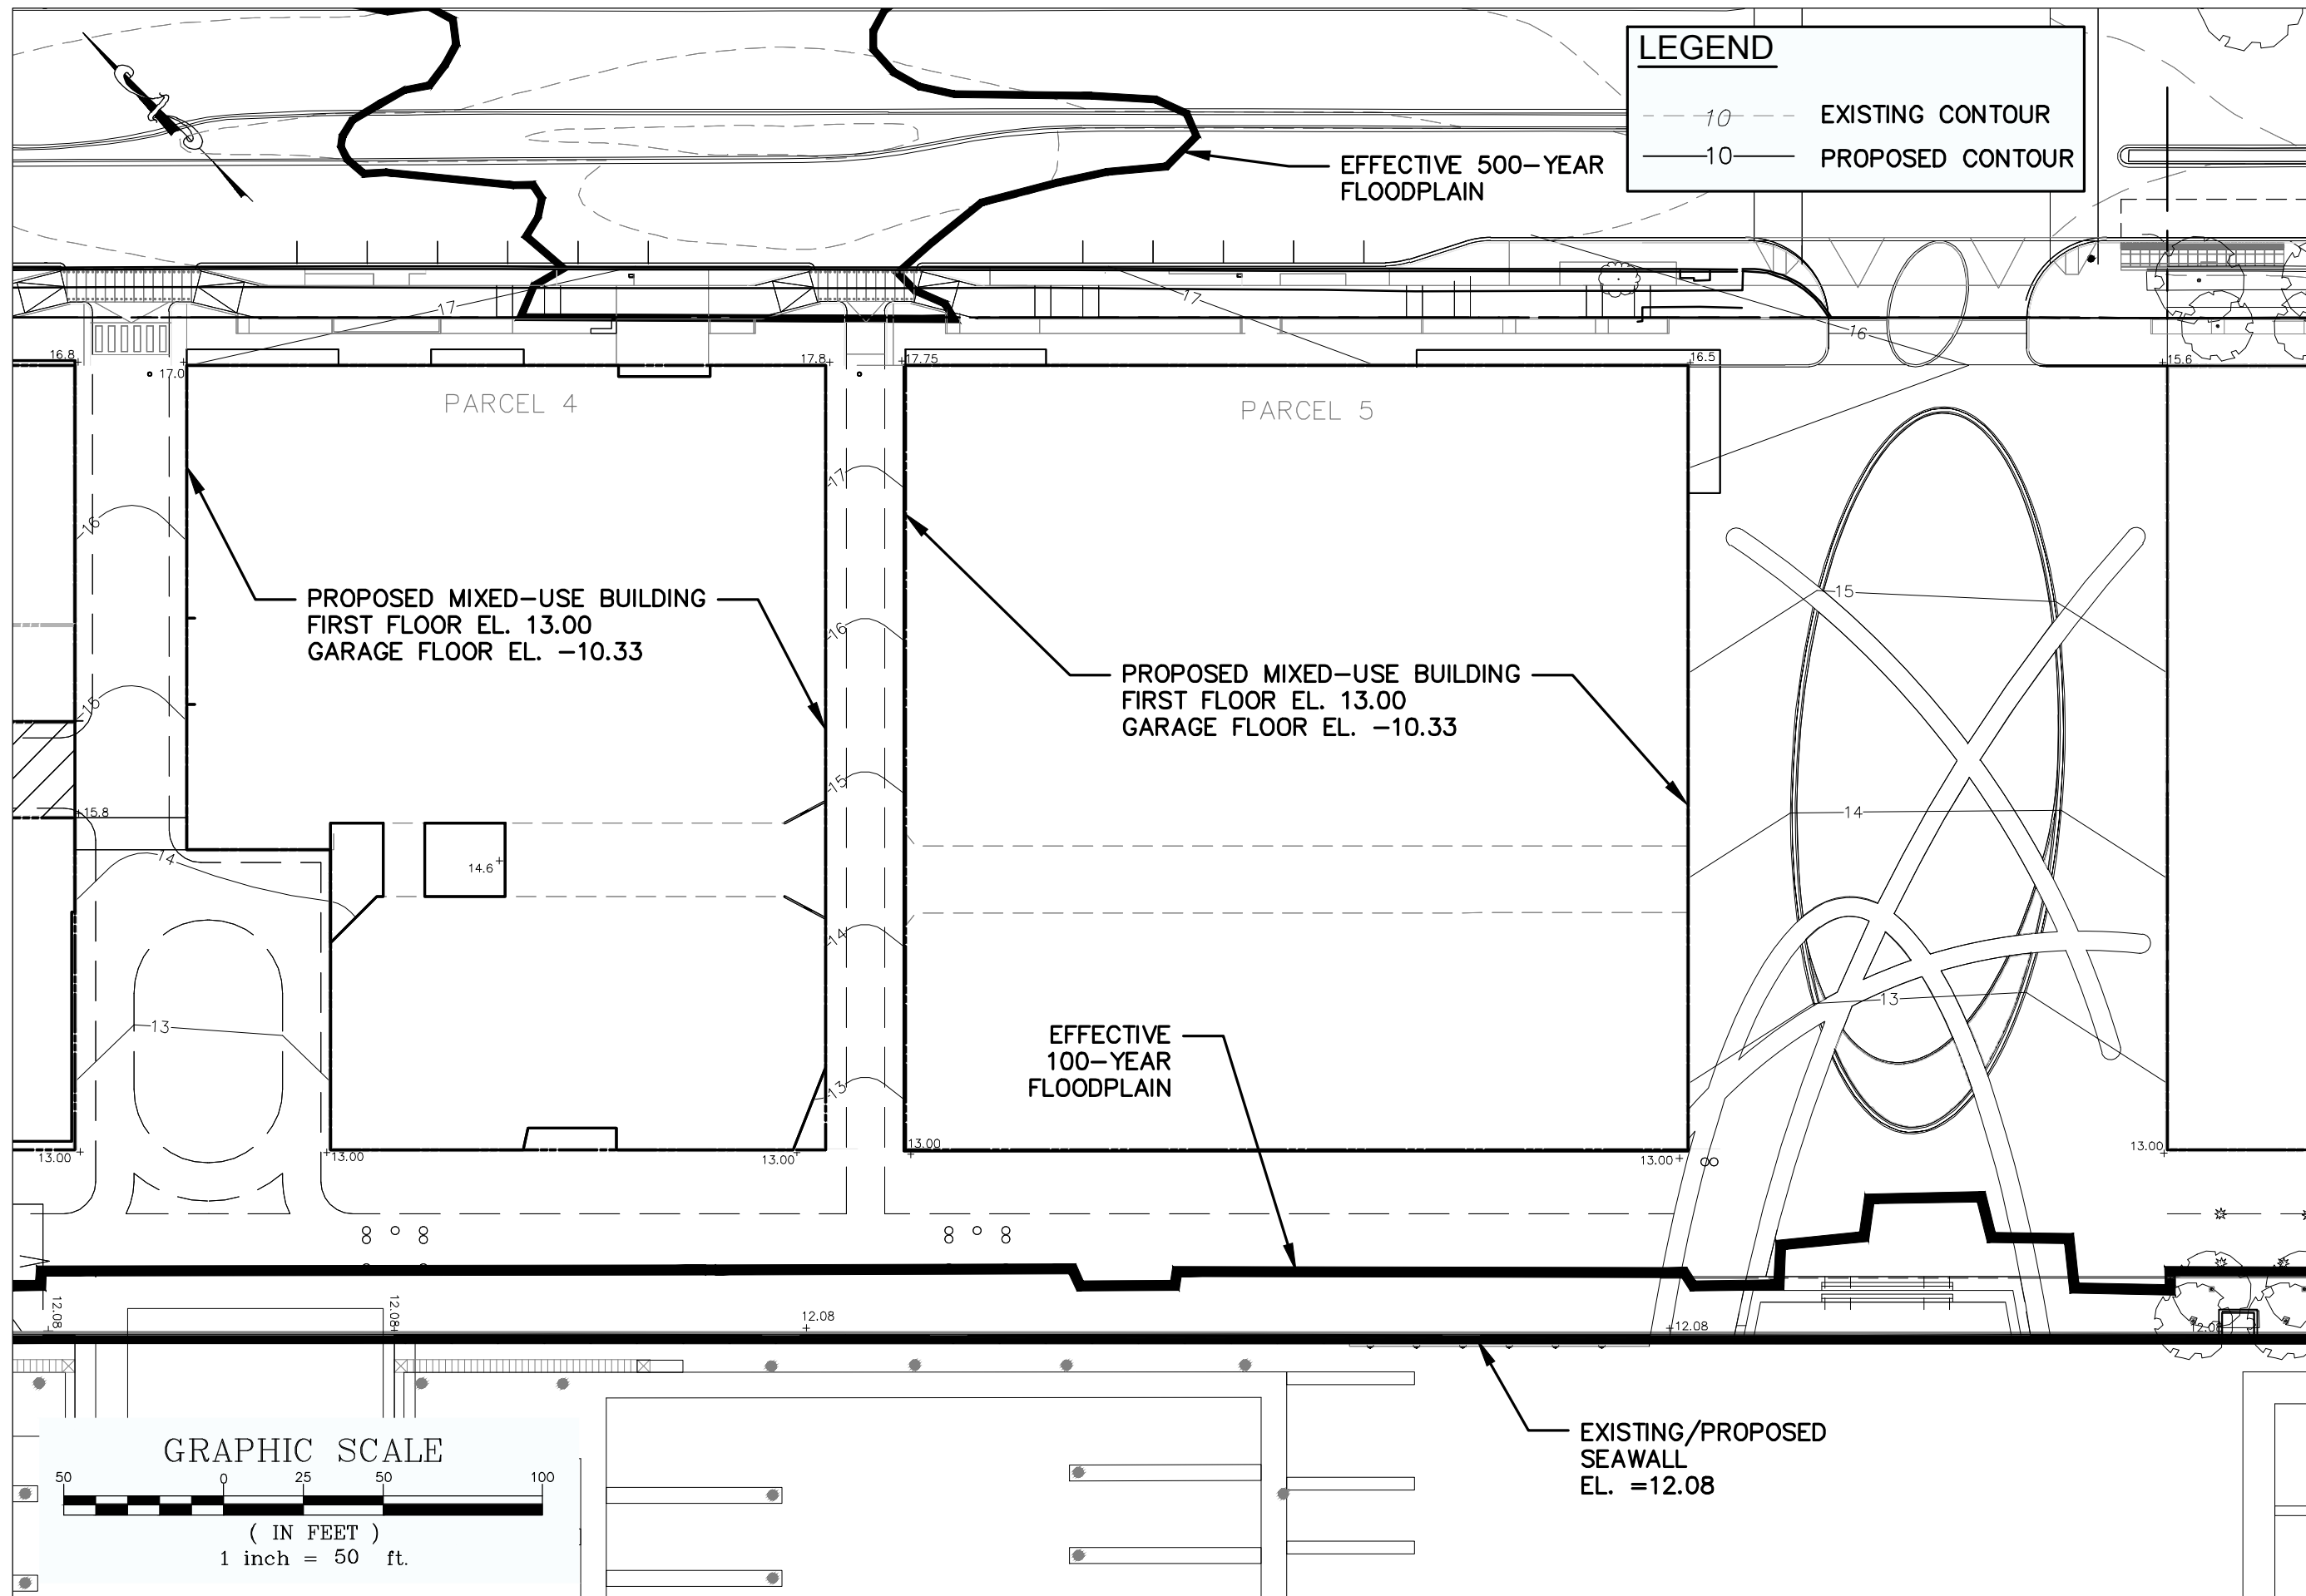 LEGEND
10 EXISTING CONTOUR
10 PROPOSED CONTOUR
EFFECTIVE 500-YEAR
FLOODPLAIN
17
17
16
16.8
17.0
17.8
17.75
16.5
15.6
PARCEL 4
PARCEL 5
17
16
PROPOSED MIXED-USE BUILDING
FIRST FLOOR EL. 13.00
GARAGE FLOOR EL. -10.33
15
16
PROPOSED MIXED-USE BUILDING
FIRST FLOOR EL. 13.00
GARAGE FLOOR EL. -10.33
15
15
15.8
14
14
14.6
14
13
13
EFFECTIVE
100-YEAR
FLOODPLAIN
13
13.00
13.00
13.00
13.00
13.00
13.00
12.08
12.08
12.08
12.08
EXISTING/PROPOSED
SEAWALL
EL. =12.08
GRAPHIC SCALE
50 0 25 50 100
( IN FEET )
1 inch = 50 ft.